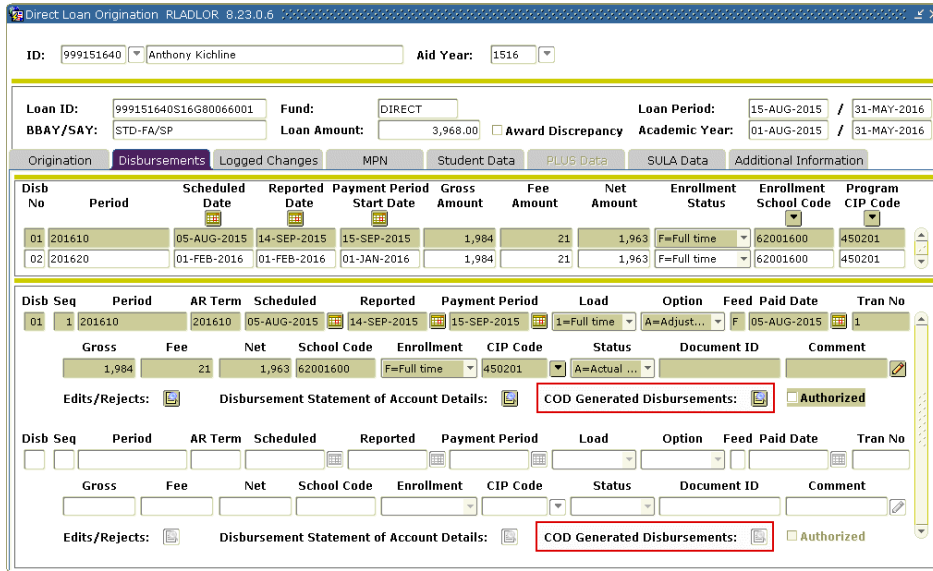 Direct Loan Origination RLADLOR 8.23.0.6
ID: 999151640 Anthony Kichline Aid Year: 1516
Loan ID: 999151640S16G80066001 Fund: DIRECT Loan Period: 15-AUG-2015 / 31-MAY-2016
BBAY/SAY: STD-FA/SP Loan Amount: 3,968.00 Award Discrepancy Academic Year: 01-AUG-2015 / 31-MAY-2016
Origination Disbursements Logged Changes MPN Student Data PLUS Data SULA Data Additional Information
Disb Scheduled Reported Payment Period Gross Fee Net Enrollment Enrollment Program
No Period Date Date Start Date Amount Amount Amount Status School Code CIP Code
01 201610 05-AUG-2015 14-SEP-2015 15-SEP-2015 1,984 21 1,963 F=Full time 62001600 450201
02 201620 01-FEB-2016 01-FEB-2016 01-JAN-2016 1,984 21 1,963 F=Full time 62001600 450201
Disb Seq Period AR Term Scheduled Reported Payment Period Load Option Feed Paid Date Tran No
01 1 201610 201610 05-AUG-2015 14-SEP-2015 15-SEP-2015 1=Full time A=Adjust... F 05-AUG-2015 1
Gross Fee Net School Code Enrollment CIP Code Status Document ID Comment
1,984 21 1,963 62001600 F=Full time 450201 A=Actual ...
Edits/Rejects: Disbursement Statement of Account Details: COD Generated Disbursements: Authorized
Disb Seq Period AR Term Scheduled Reported Payment Period Load Option Feed Paid Date Tran No
Gross Fee Net School Code Enrollment CIP Code Status Document ID Comment
Edits/Rejects: Disbursement Statement of Account Details: COD Generated Disbursements: Authorized